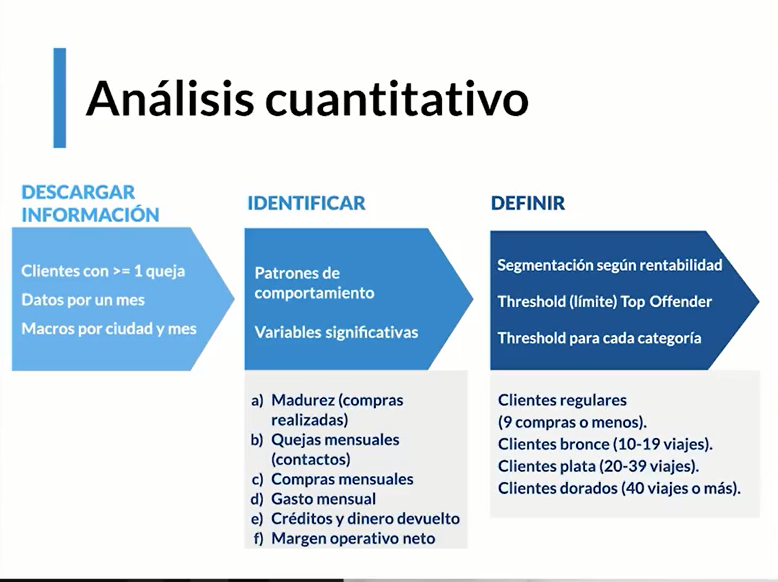 Análisis cuantitativo
DESCARGAR
INFORMACIÓN
Clientes con >= 1 queja
Datos por un mes
Macros por ciudad y mes
IDENTIFICAR
Patrones de
comportamiento
Variables significativas
a) Madurez (compras
realizadas)
b) Quejas mensuales
(contactos)
c) Compras mensuales
d) Gasto mensual
e) Créditos y dinero devuelto
f) Margen operativo neto
DEFINIR
Segmentación según rentabilidad
Threshold (límite) Top Offender
Threshold para cada categoría
Clientes regulares
(9 compras o menos).
Clientes bronce (10-19 viajes).
Clientes plata (20-39 viajes).
Clientes dorados (40 viajes o más).